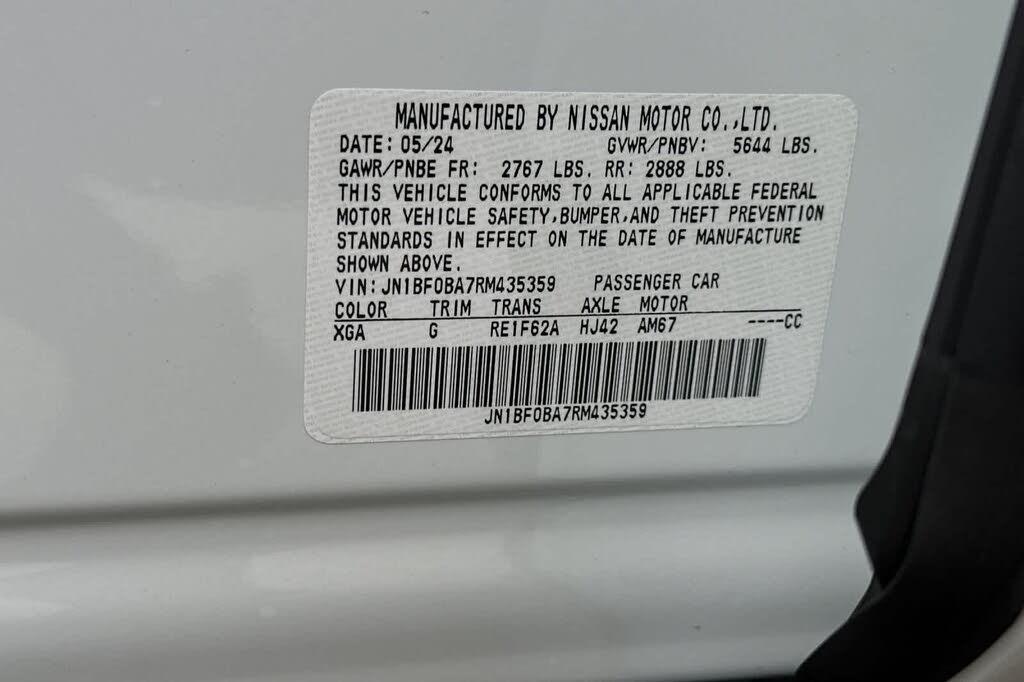 MANUFACTURED BY NISSAN MOTOR CO.,LTD.
DATE: 05/24 GVWR/PNBV: 5644 LBS.
GAWR/PNBE FR: 2767 LBS. RR: 2888 LBS.
THIS VEHICLE CONFORMS TO ALL APPLICABLE FEDERAL
MOTOR VEHICLE SAFETY,BUMPER,AND THEFT PREVENTION
STANDARDS IN EFFECT ON THE DATE OF MANUFACTURE
SHOWN ABOVE.
VIN: JN1BF0BA7RM435359 PASSENGER CAR
COLOR TRIM TRANS AXLE MOTOR
XGA G RE1F62A HJ42 AM67 ----CC
JN1BF0BA7RM435359